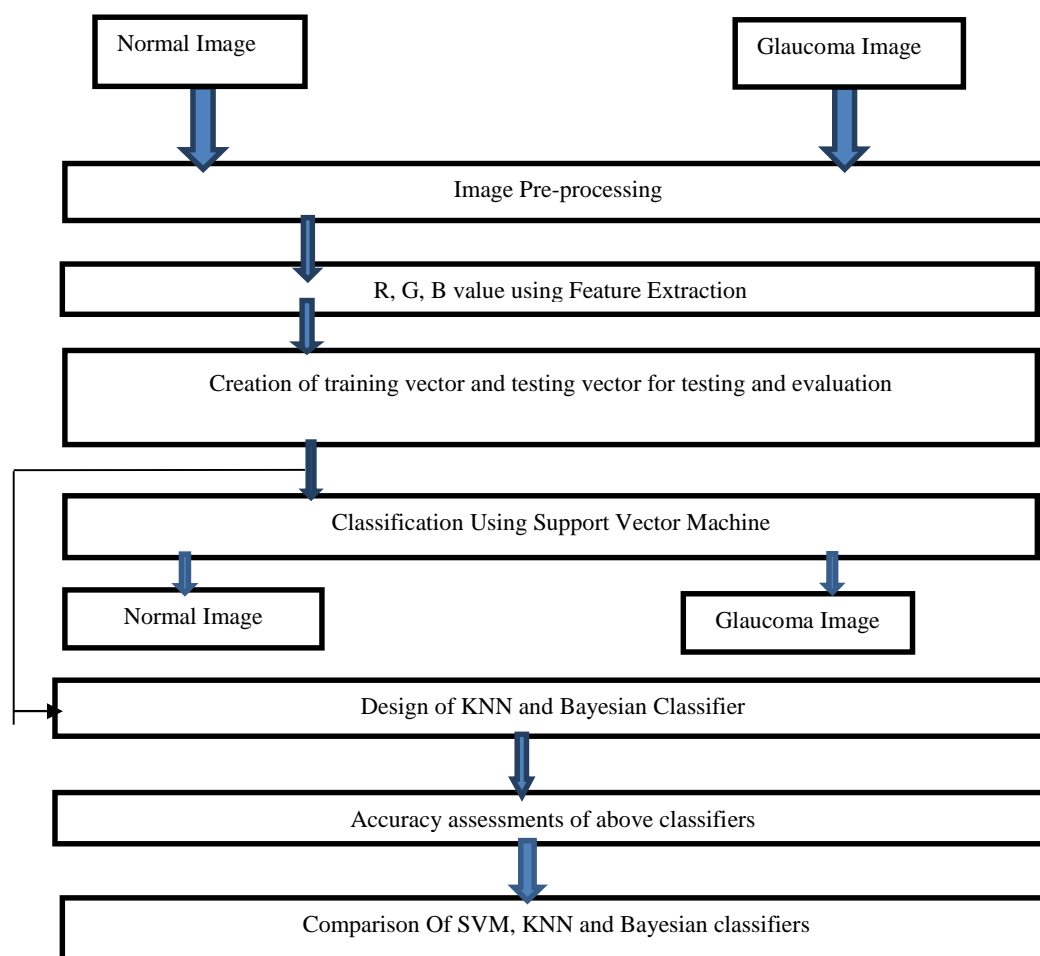 Normal Image
Glaucoma Image
Image Pre-processing
R, G, B value using Feature Extraction
Creation of training vector and testing vector for testing and evaluation
Classification Using Support Vector Machine
Normal Image
Glaucoma Image
Design of KNN and Bayesian Classifier
Accuracy assessments of above classifiers
Comparison Of SVM, KNN and Bayesian classifiers